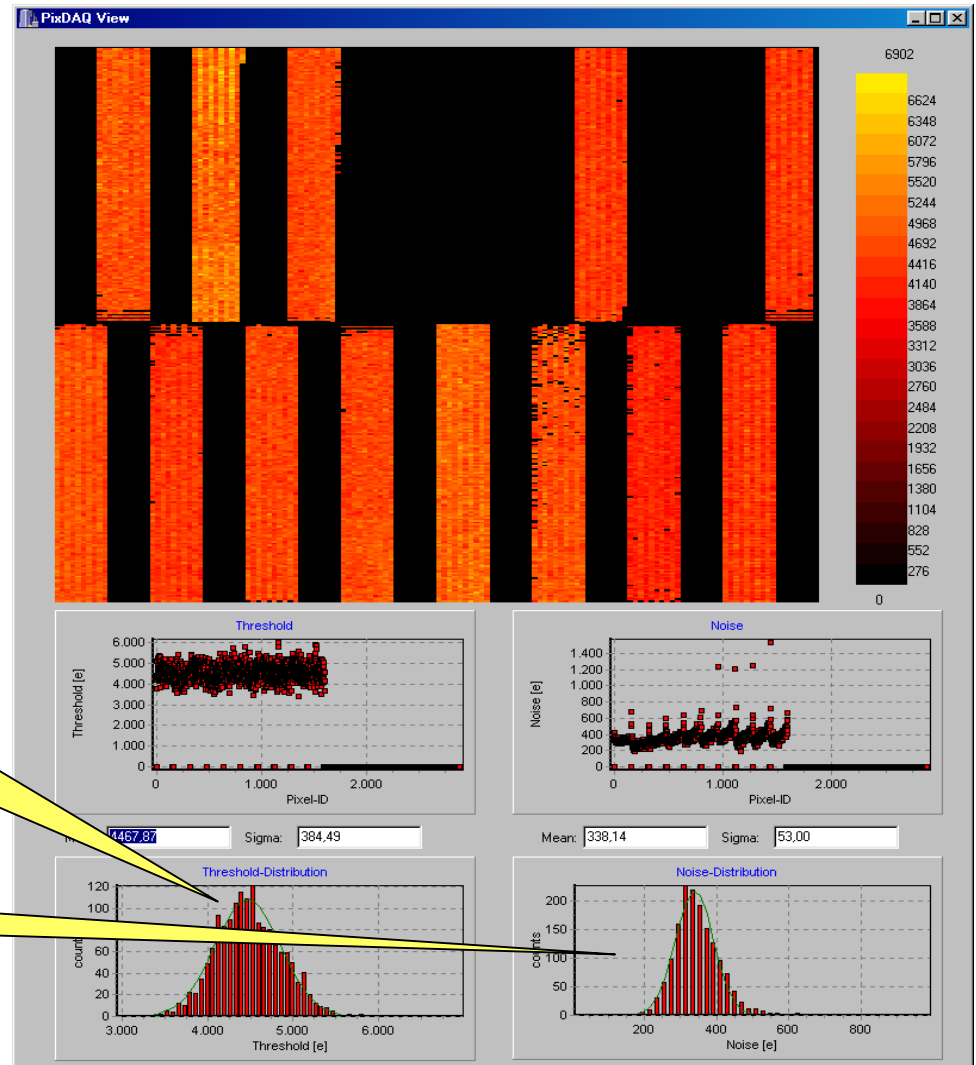 PixDAQ View
6902
6624
6348
6072
5796
5520
5244
4968
4692
4416
4140
3864
3588
3312
3036
2760
2484
2208
1932
1656
1380
1104
828
552
276
0
Threshold
6.000
5.000
4.000
3.000
2.000
1.000
0
Threshold [e]
0 1.000 2.000
Pixel-ID
Noise
1.400
1.200
1.000
800
600
400
200
0
Noise [e]
0 1.000 2.000
Pixel-ID
4467,87 Sigma: 384,49
Mean: 338,14 Sigma: 53,00
Threshold-Distribution
120
100
60
40
20
0
3.000 4.000 5.000 6.000
Threshold [e]
Noise-Distribution
200
150
100
50
0
counts
200 400 600 800
Noise [e]